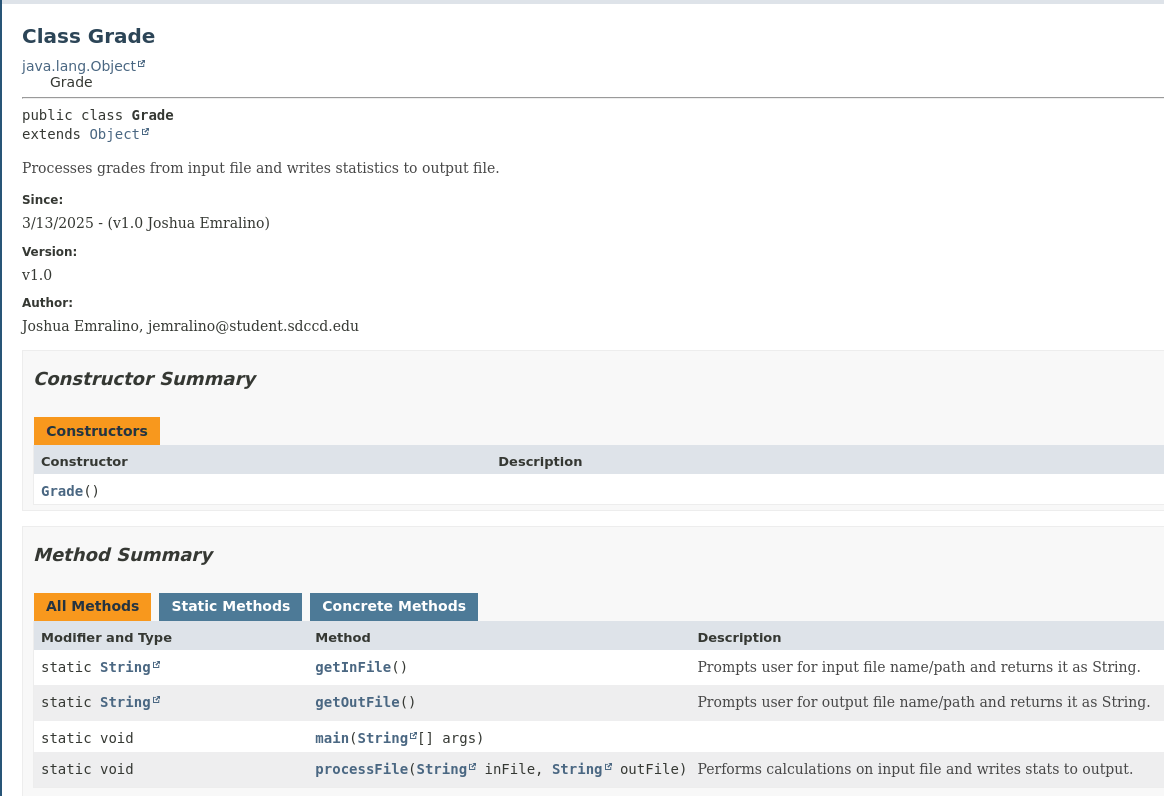 Class Grade
java.lang.Object
Grade
public class Grade
extends Object
Processes grades from input file and writes statistics to output file.
Since:
3/13/2025 - (v1.0 Joshua Emralino)
Version:
v1.0
Author:
Joshua Emralino, jemralino@student.sdccd.edu
Constructor Summary
Constructors
Constructor Description
Grade()
Method Summary
All Methods Static Methods Concrete Methods
Modifier and Type Method Description
static String getInFile() Prompts user for input file name/path and returns it as String.
static String getOutFile() Prompts user for output file name/path and returns it as String.
static void main(String[] args)
static void processFile(String inFile, String outFile) Performs calculations on input file and writes stats to output.